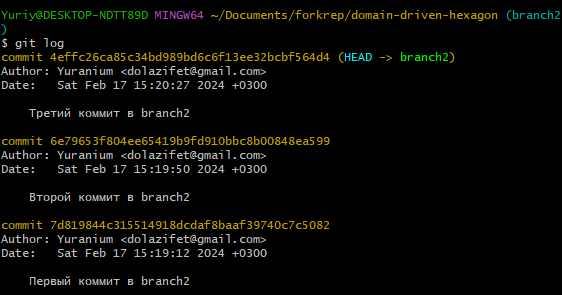 Yuriy@DESKTOP-NDTT89D MINGW64 ~/Documents/forkrep/domain-driven-hexagon (branch2
)
$ git log
commit 4effc26ca85c34bd989bd6c6f13ee32bcbf564d4 (HEAD -> branch2)
Author: Yuranium <dolazifet@gmail.com>
Date:   Sat Feb 17 15:20:27 2024 +0300
Третий коммит в branch2
commit 6e79653f804ee65419b9fd910bbc8b00848ea599
Author: Yuranium <dolazifet@gmail.com>
Date:   Sat Feb 17 15:19:50 2024 +0300
Второй коммит в branch2
commit 7d819844c315514918dcdaf8baaf39740c7c5082
Author: Yuranium <dolazifet@gmail.com>
Date:   Sat Feb 17 15:19:12 2024 +0300
Первый коммит в branch2